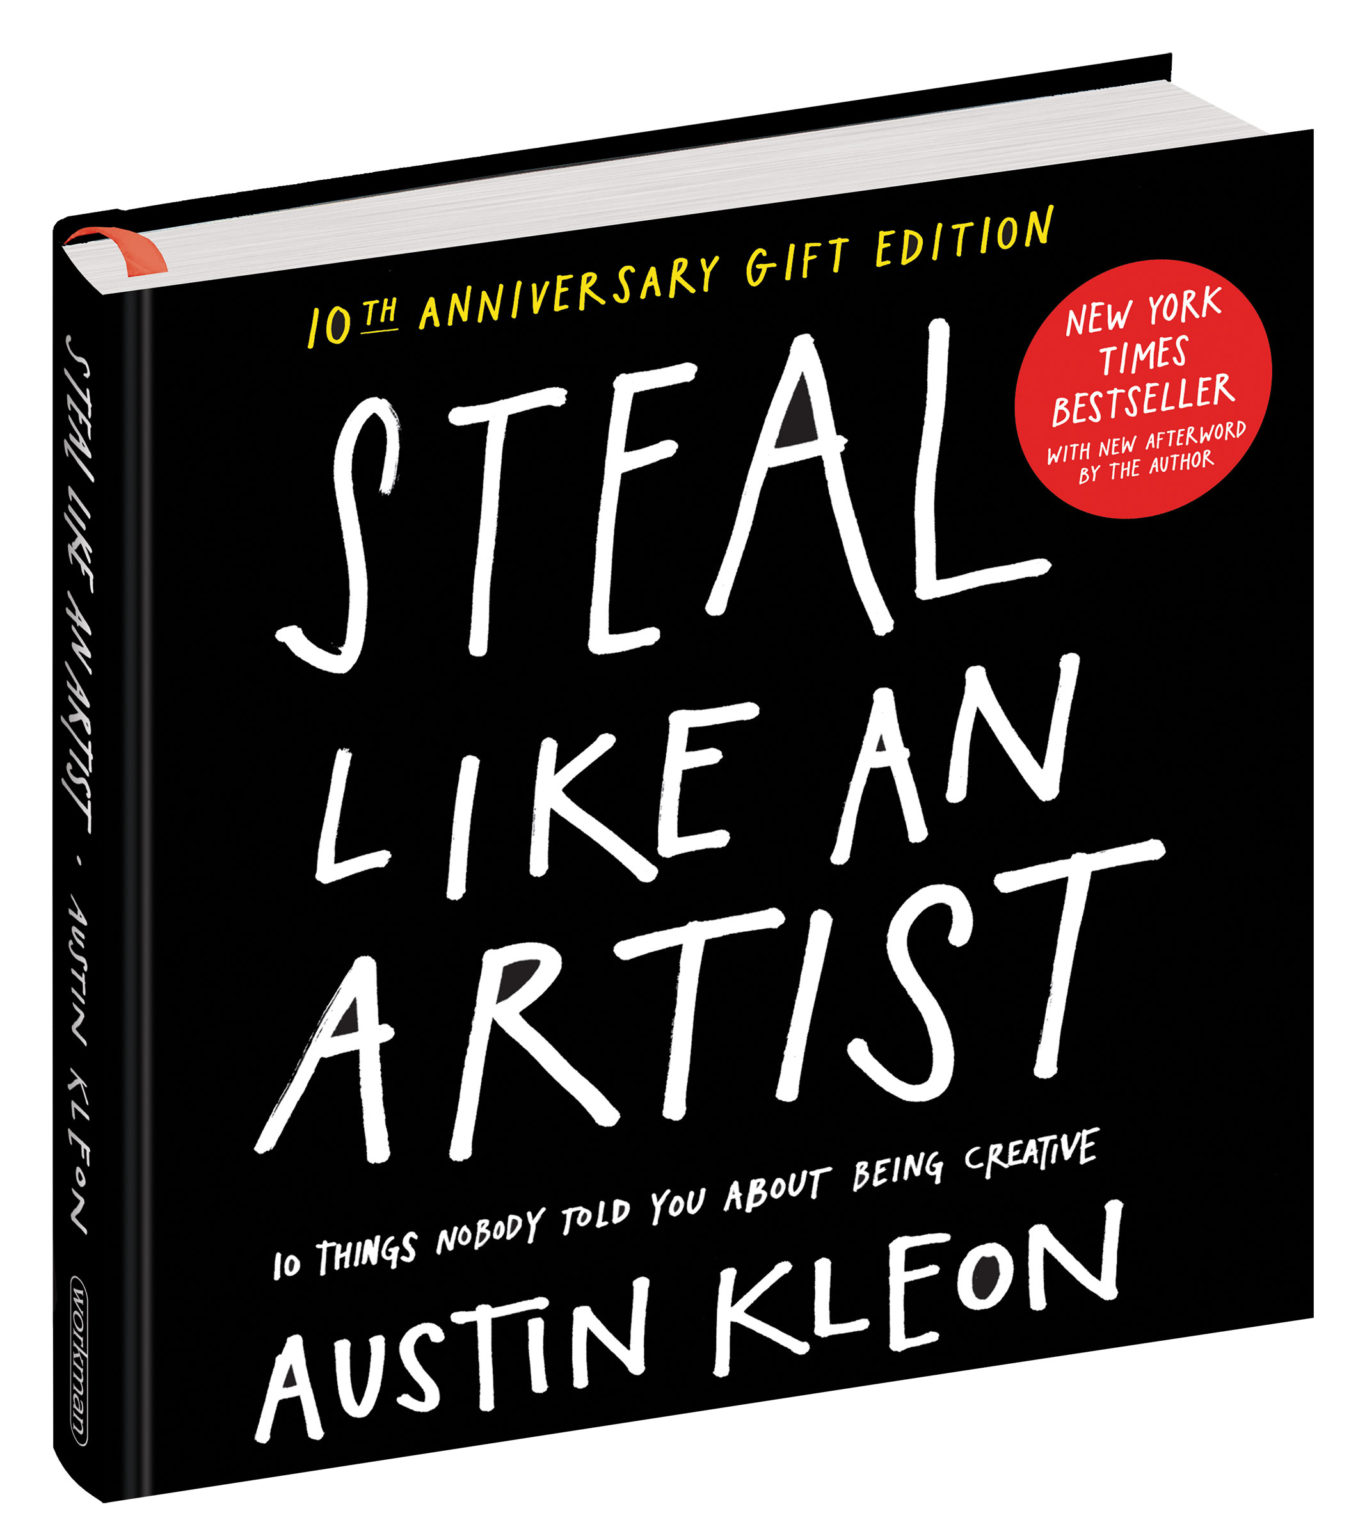 10TH ANNIVERSARY GIFT EDITION
NEW YORK
TIMES
BESTSELLER
WITH NEW AFTERWORD
BY THE AUTHOR
STEAL
LIKE AN
ARTIST
10 THINGS NOBODY TOLD YOU ABOUT BEING CREATIVE
AUSTIN KLEON
STEAL LIKE AN ARTIST · AUSTIN KLEON
workman